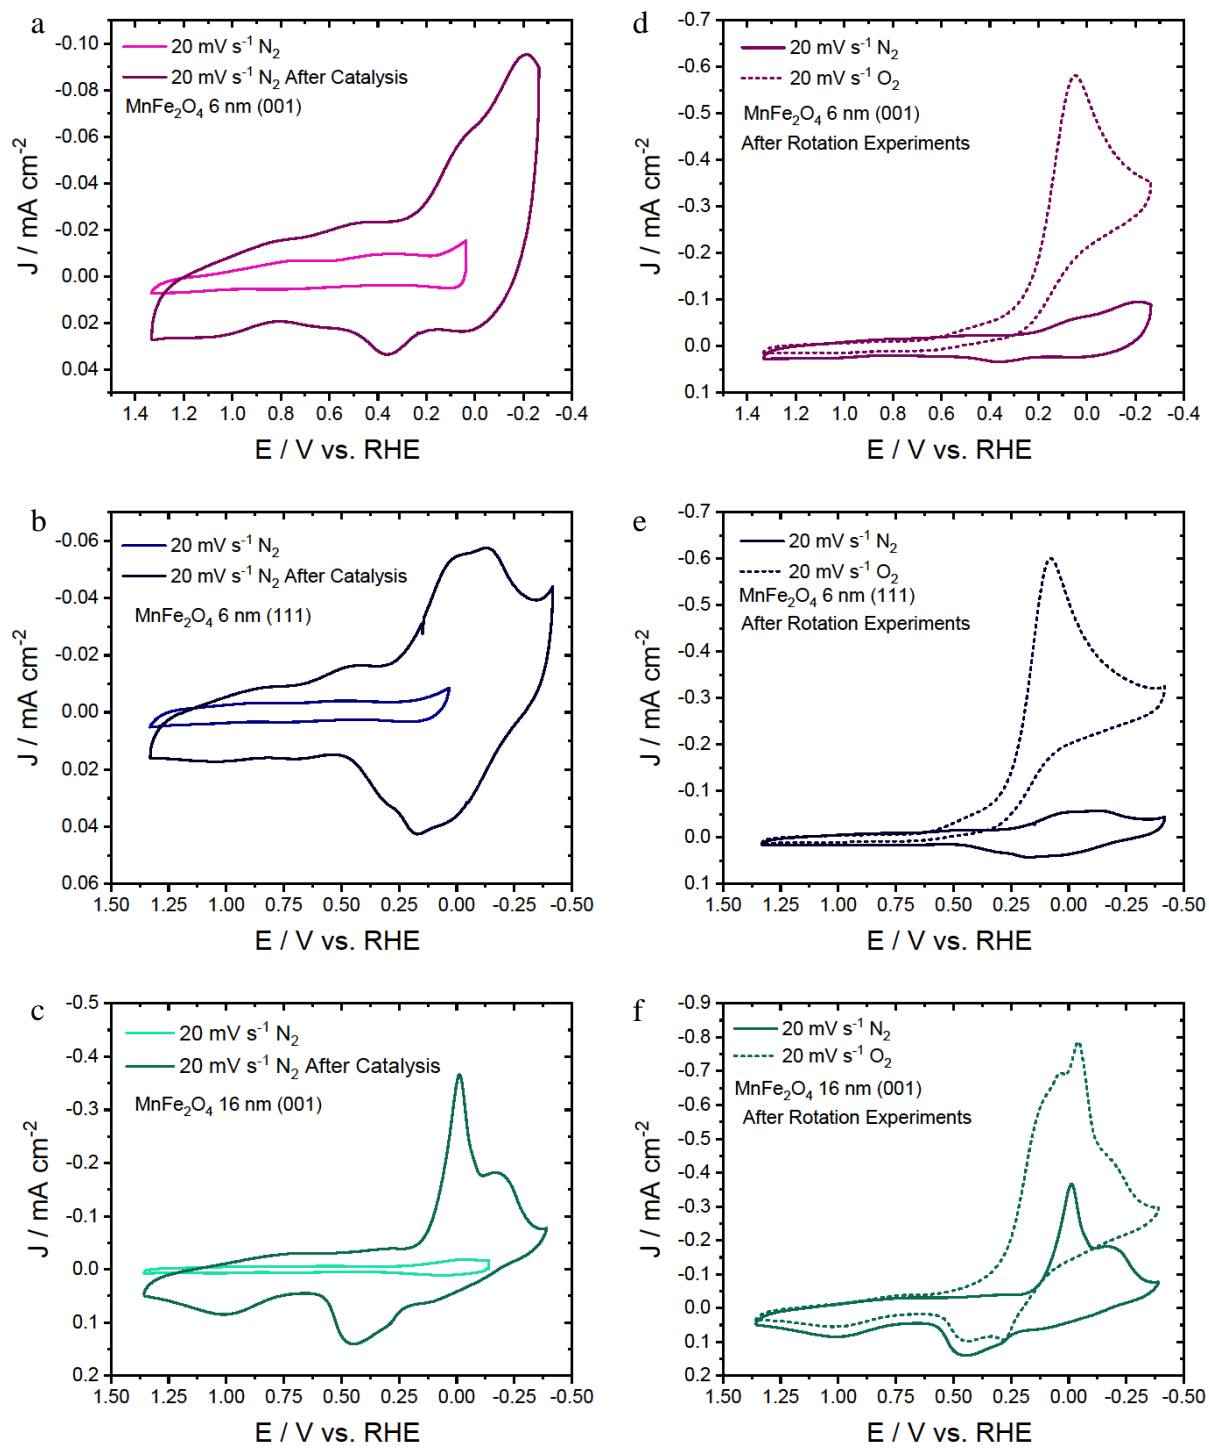 a
20 mV s⁻¹ N₂
20 mV s⁻¹ N₂ After Catalysis
MnFe₂O₄ 6 nm (001)
-0.10
-0.08
-0.06
-0.04
-0.02
0.00
0.02
0.04
J / mA cm⁻²
1.4 1.2 1.0 0.8 0.6 0.4 0.2 0.0 -0.2 -0.4
E / V vs. RHE
d
20 mV s⁻¹ N₂
20 mV s⁻¹ O₂
MnFe₂O₄ 6 nm (001)
After Rotation Experiments
-0.7
-0.6
-0.5
-0.4
-0.3
-0.2
-0.1
0.0
0.1
J / mA cm⁻²
1.4 1.2 1.0 0.8 0.6 0.4 0.2 0.0 -0.2 -0.4
E / V vs. RHE
b
20 mV s⁻¹ N₂
20 mV s⁻¹ N₂ After Catalysis
MnFe₂O₄ 6 nm (111)
-0.06
-0.04
-0.02
0.00
0.02
0.04
0.06
J / mA cm⁻²
1.50 1.25 1.00 0.75 0.50 0.25 0.00 -0.25 -0.50
E / V vs. RHE
e
20 mV s⁻¹ N₂
20 mV s⁻¹ O₂
MnFe₂O₄ 6 nm (111)
After Rotation Experiments
-0.7
-0.6
-0.5
-0.4
-0.3
-0.2
-0.1
0.0
0.1
J / mA cm⁻²
1.50 1.25 1.00 0.75 0.50 0.25 0.00 -0.25 -0.50
E / V vs. RHE
c
20 mV s⁻¹ N₂
20 mV s⁻¹ N₂ After Catalysis
MnFe₂O₄ 16 nm (001)
-0.5
-0.4
-0.3
-0.2
-0.1
0.0
0.1
0.2
J / mA cm⁻²
1.50 1.25 1.00 0.75 0.50 0.25 0.00 -0.25 -0.50
E / V vs. RHE
f
20 mV s⁻¹ N₂
20 mV s⁻¹ O₂
MnFe₂O₄ 16 nm (001)
After Rotation Experiments
-0.9
-0.8
-0.7
-0.6
-0.5
-0.4
-0.3
-0.2
-0.1
0.0
0.1
0.2
J / mA cm⁻²
1.50 1.25 1.00 0.75 0.50 0.25 0.00 -0.25 -0.50
E / V vs. RHE